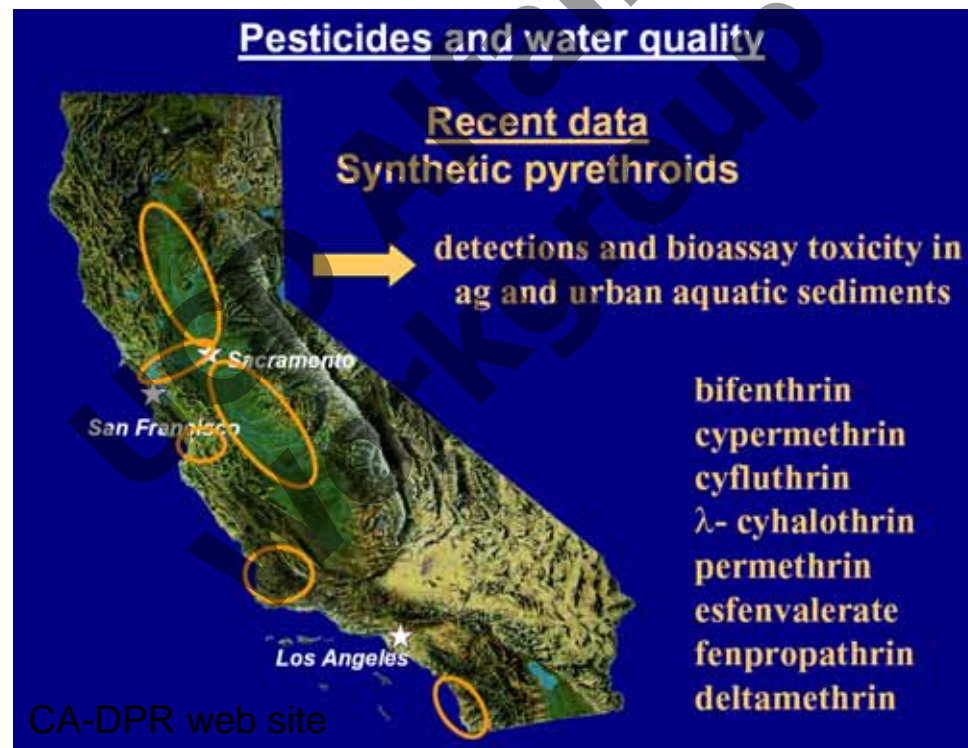 Pesticides and water quality
Recent data
Synthetic pyrethroids
detections and bioassay toxicity in
ag and urban aquatic sediments
Sacramento
San Francisco
Los Angeles
bifenthrin
cypermethrin
cyfluthrin
λ- cyhalothrin
permethrin
esfenvalerate
fenpropathrin
deltamethrin
CA-DPR web site
Workgroup